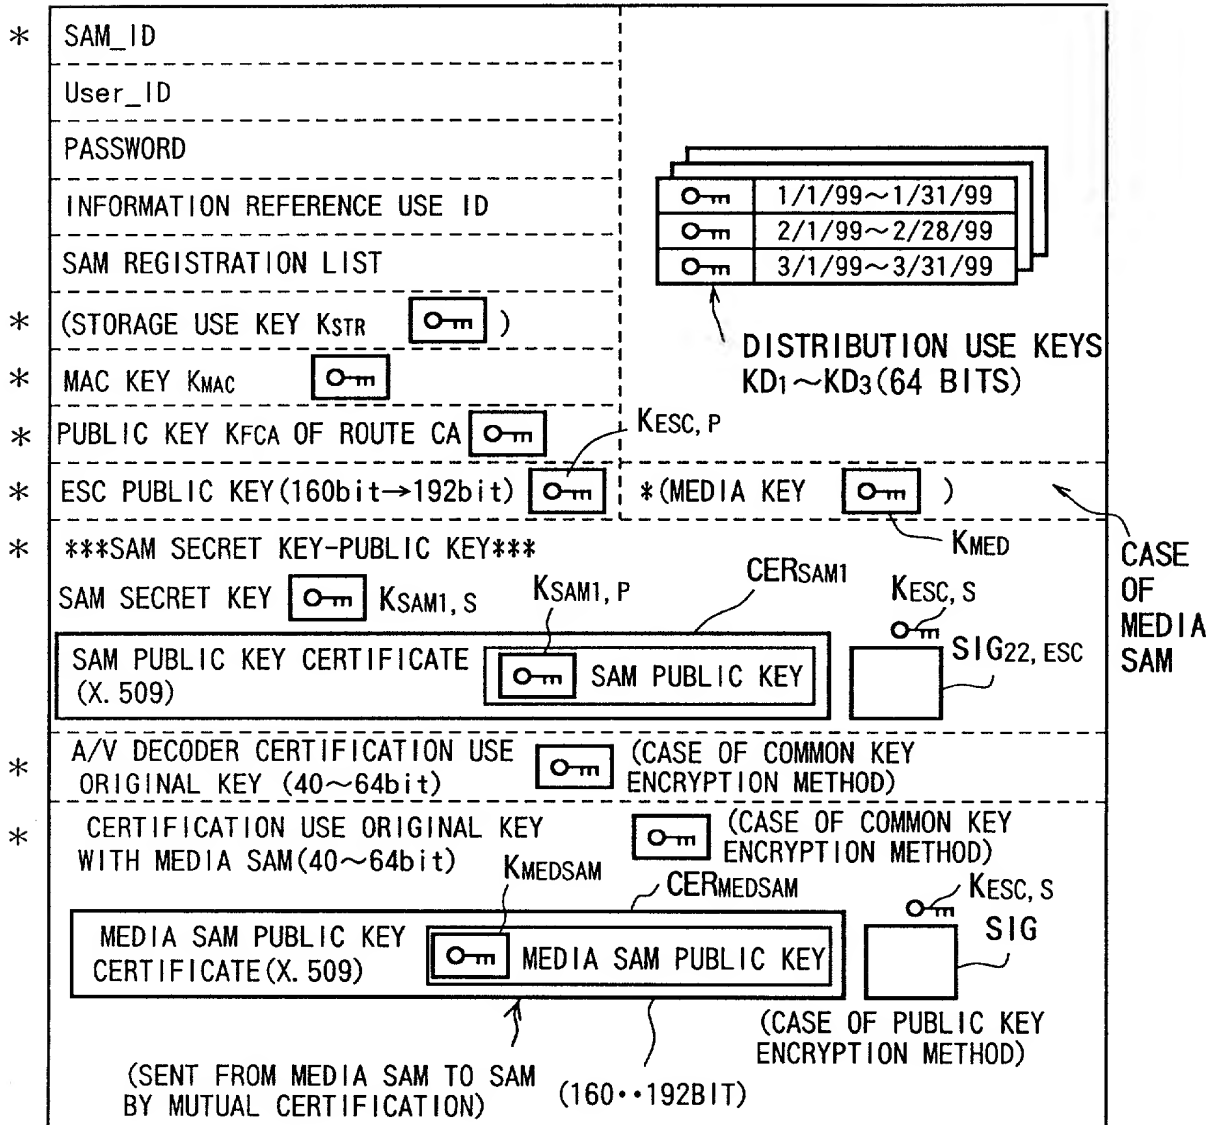 * SAM_ID
User_ID
PASSWORD
INFORMATION REFERENCE USE ID
SAM REGISTRATION LIST
1/1/99~1/31/99
2/1/99~2/28/99
3/1/99~3/31/99
DISTRIBUTION USE KEYS
KD1~KD3(64 BITS)
* (STORAGE USE KEY KSTR )
* MAC KEY KMAC
* PUBLIC KEY KFCA OF ROUTE CA
KESC, P
* ESC PUBLIC KEY(160bit→192bit)
*(MEDIA KEY )
KMED
CASE
OF
MEDIA
SAM
* ***SAM SECRET KEY-PUBLIC KEY***
SAM SECRET KEY KSAM1, S
KSAM1, P
CERSAM1
KESC, S
SIG22, ESC
SAM PUBLIC KEY CERTIFICATE
(X. 509)
SAM PUBLIC KEY
* A/V DECODER CERTIFICATION USE
ORIGINAL KEY (40~64bit)
(CASE OF COMMON KEY
ENCRYPTION METHOD)
* CERTIFICATION USE ORIGINAL KEY
WITH MEDIA SAM(40~64bit)
(CASE OF COMMON KEY
ENCRYPTION METHOD)
KMEDSAM
CERMEDSAM
KESC, S
SIG
MEDIA SAM PUBLIC KEY
CERTIFICATE(X. 509)
MEDIA SAM PUBLIC KEY
(CASE OF PUBLIC KEY
ENCRYPTION METHOD)
(SENT FROM MEDIA SAM TO SAM
BY MUTUAL CERTIFICATION)
(160··192BIT)